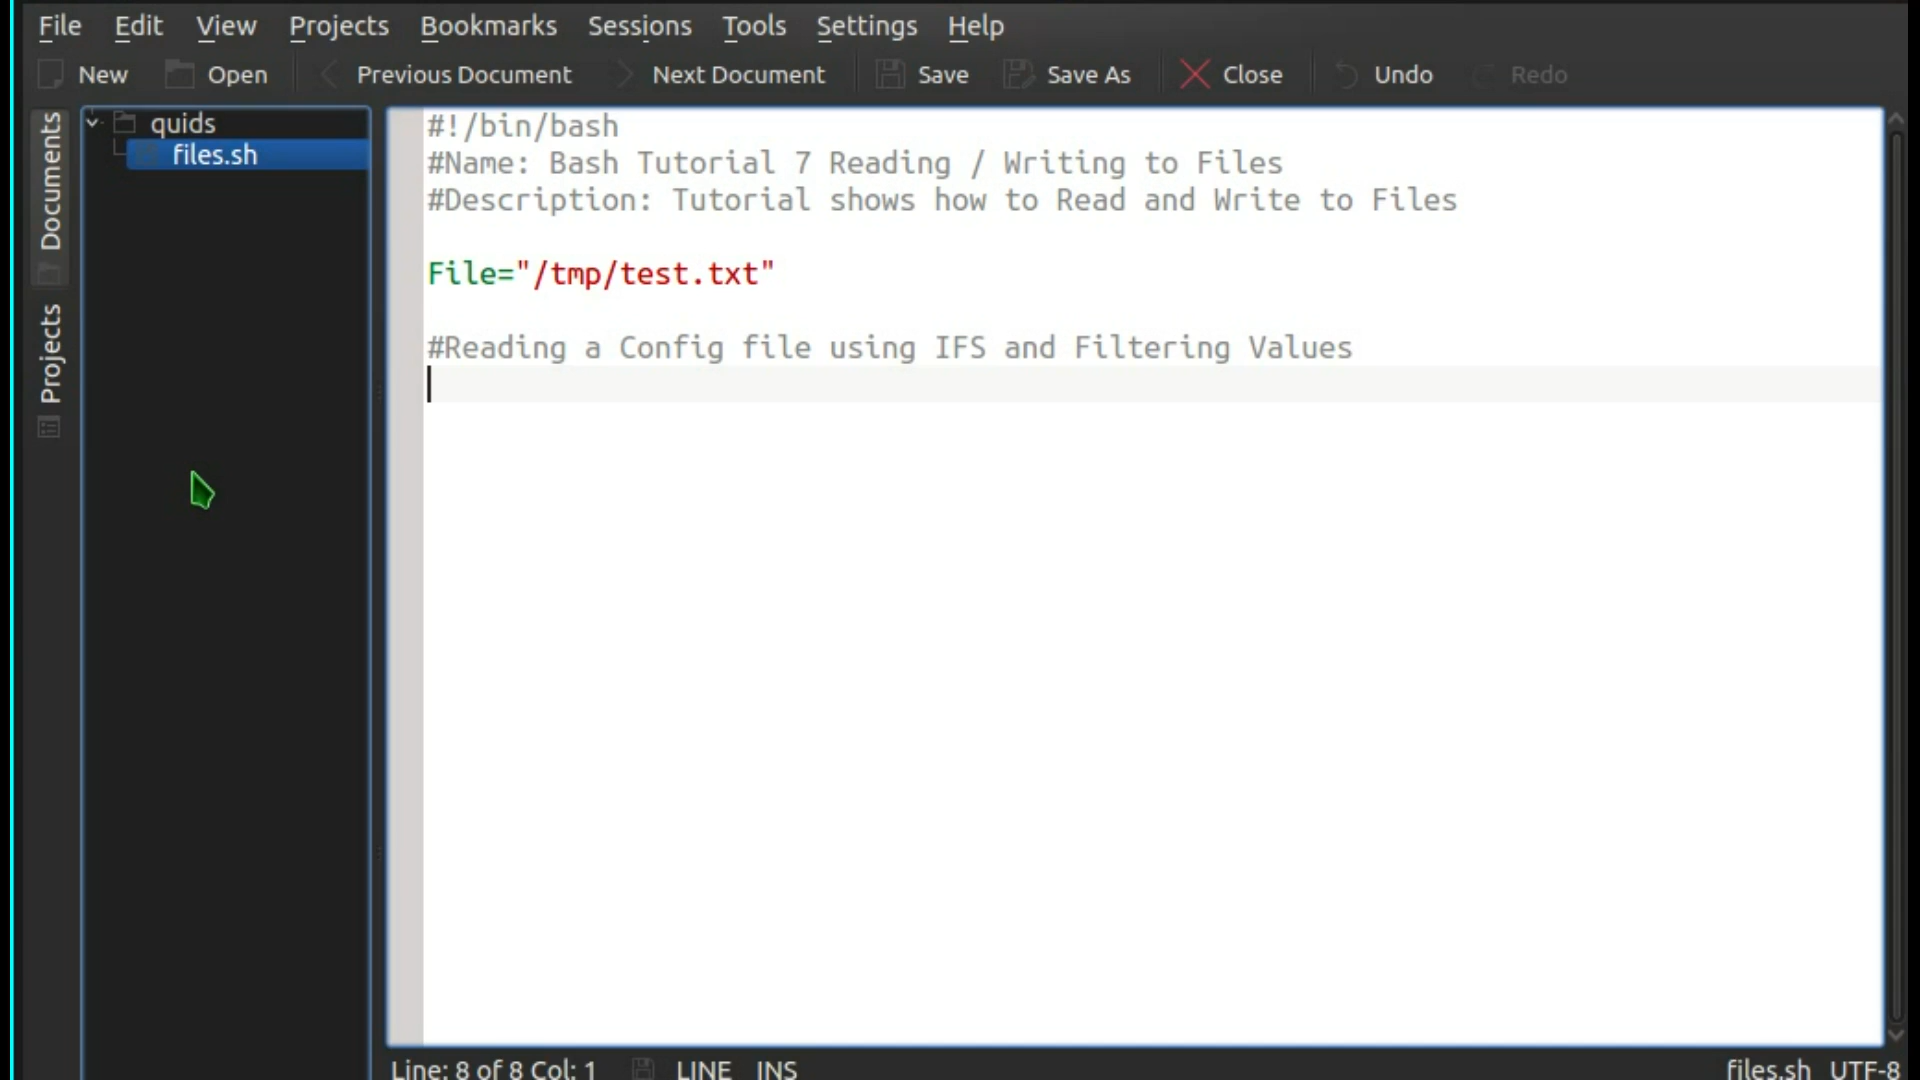 File Edit View Projects Bookmarks Sessions Tools Settings Help
New Open Previous Document Next Document Save Save As Close Undo Redo
Documents
Projects
quids
files.sh
#!/bin/bash
#Name: Bash Tutorial 7 Reading / Writing to Files
#Description: Tutorial shows how to Read and Write to Files
File="/tmp/test.txt"
#Reading a Config file using IFS and Filtering Values
Line: 8 of 8 Col: 1 LINE INS files.sh UTF-8